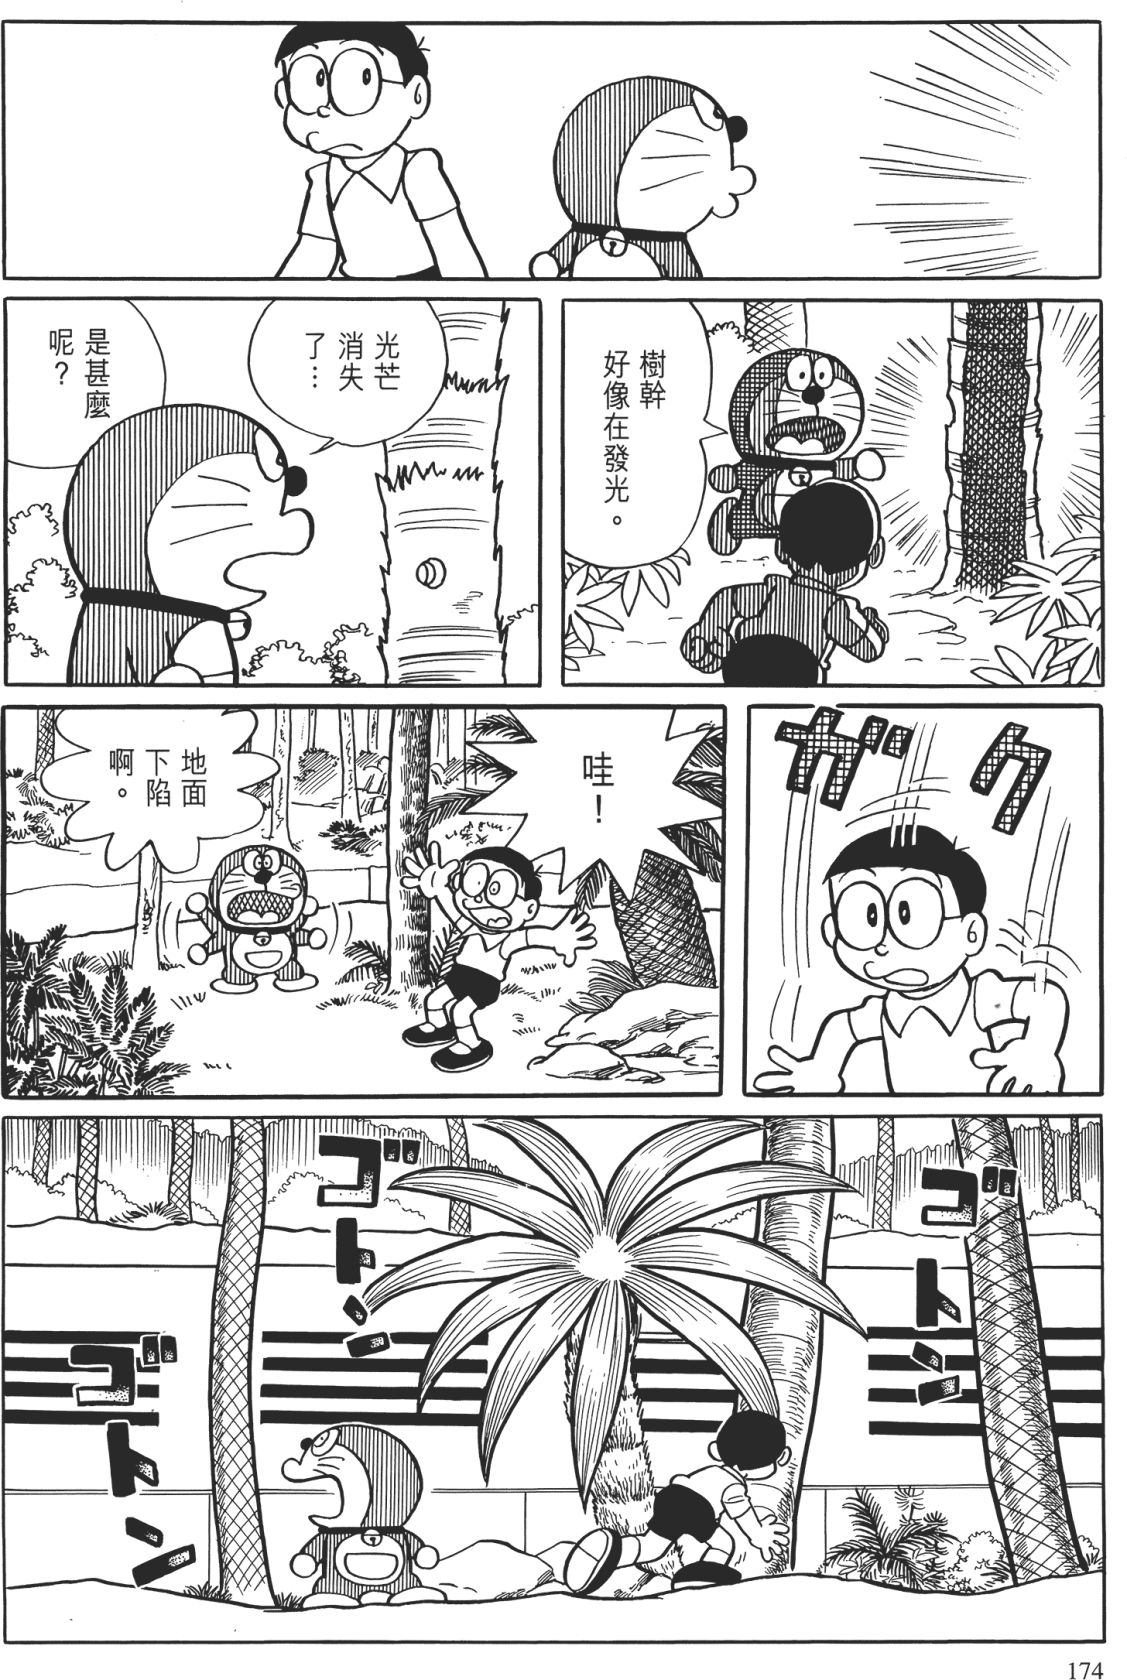 樹幹
好像在發光。
光芒
消失
了…
是甚麼
呢？
ガク
哇！
地面
下陷
啊。
ゴトン
ゴトン
ゴトン
174